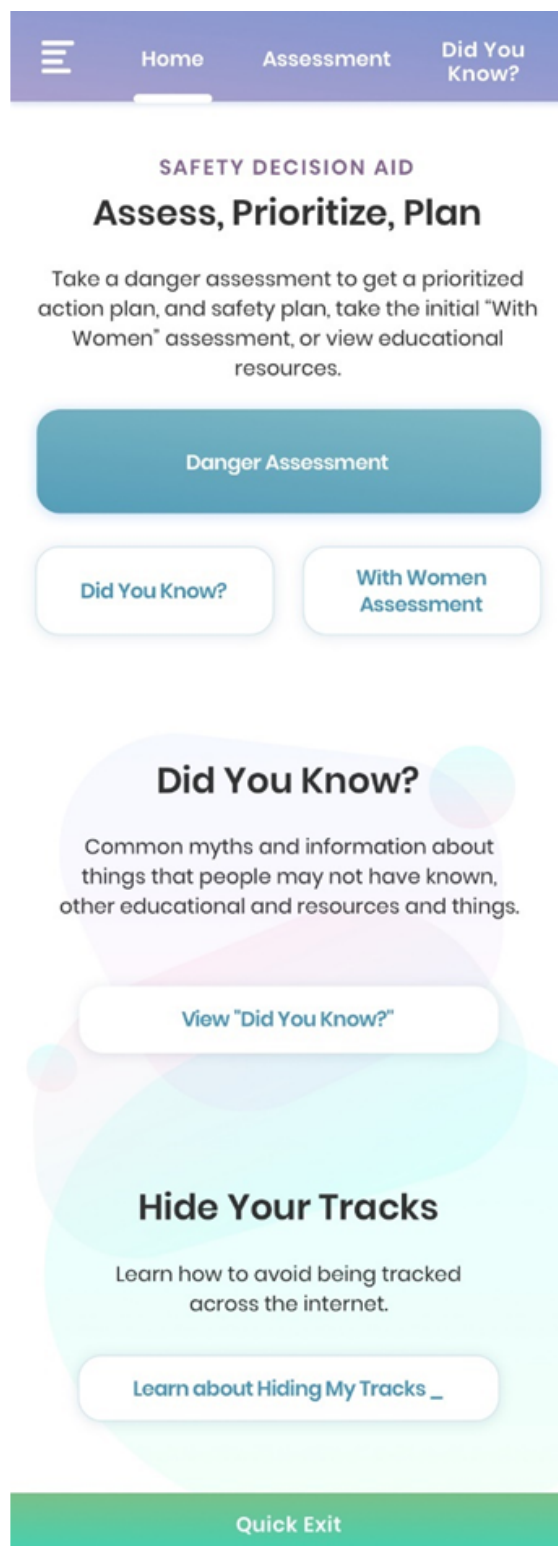 Home
Assessment
Did You
Know?
SAFETY DECISION AID
Assess, Prioritize, Plan
Take a danger assessment to get a prioritized
action plan, and safety plan, take the initial "With
Women" assessment, or view educational
resources.
Danger Assessment
Did You Know?
With Women
Assessment
Did You Know?
Common myths and information about
things that people may not have known,
other educational and resources and things.
View "Did You Know?"
Hide Your Tracks
Learn how to avoid being tracked
across the internet.
Learn about Hiding My Tracks _
Quick Exit